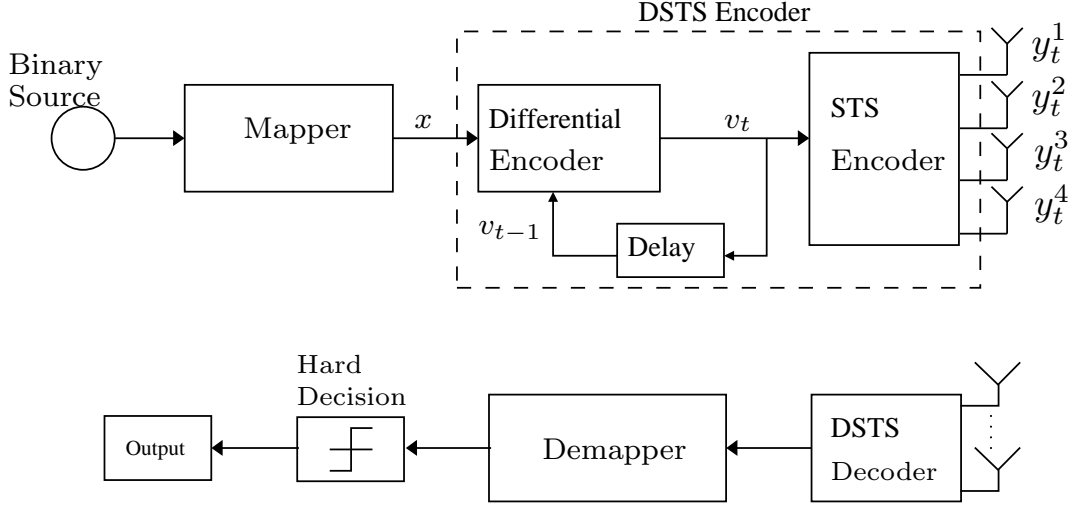 DSTS Encoder
Binary
Source
Mapper
x
Differential
Encoder
v_t
STS
Encoder
y_t^1
y_t^2
y_t^3
y_t^4
v_{t-1}
Delay
Hard
Decision
Output
Demapper
DSTS
Decoder